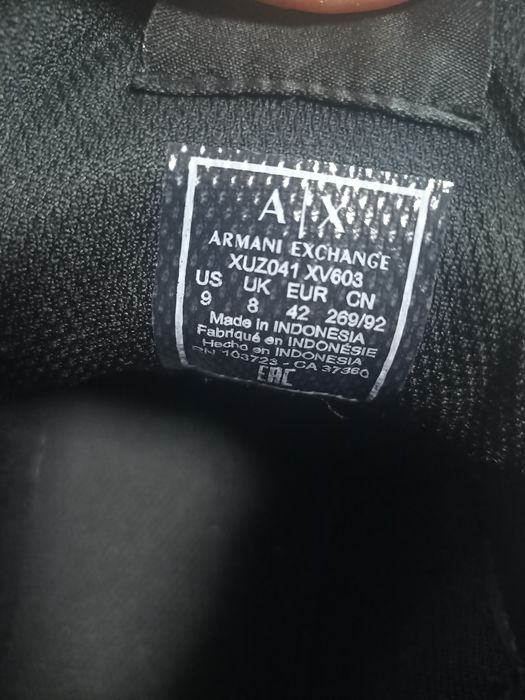 A|X
ARMANI EXCHANGE
XUZ041 XV603
US UK EUR CN
9 8 42 269/92
Made in INDONESIA
Fabriqué en INDONÉSIE
Hecho en INDONESIA
RN 103723 - CA 37360
EAC